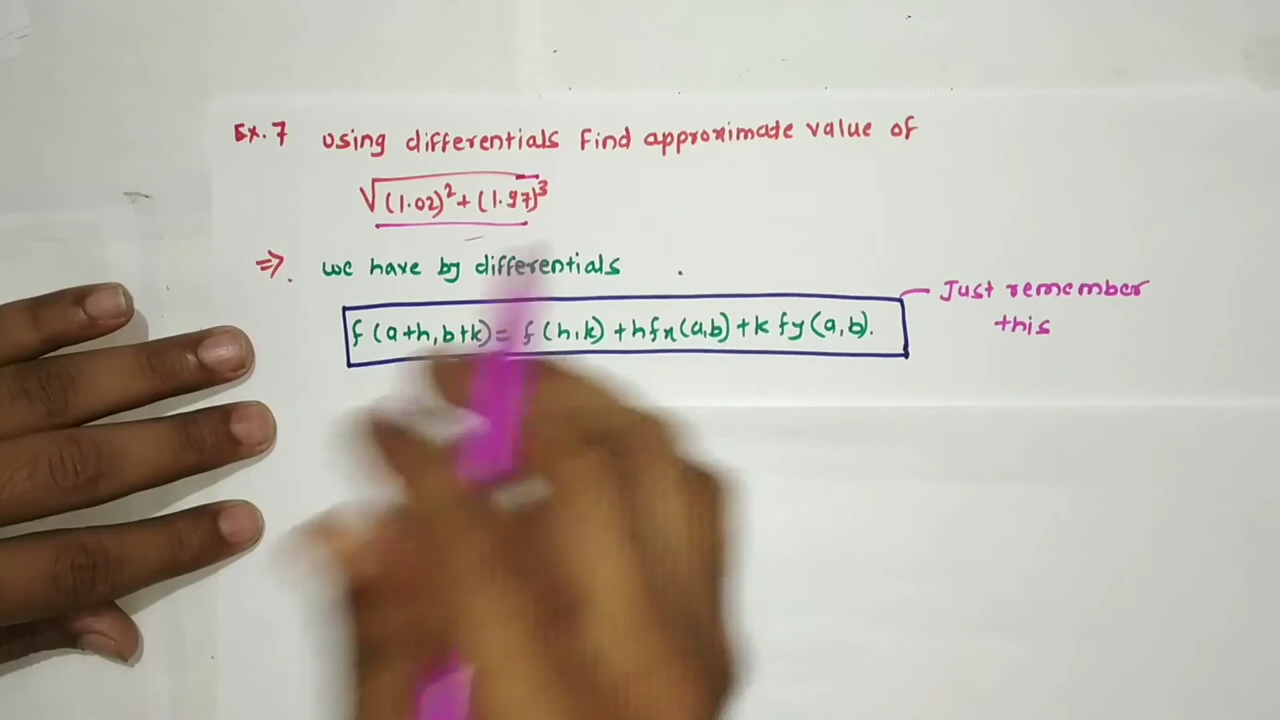 Ex. 7 Using differentials Find approximate value of
√(1.02)² + (1.97)³
⇒ we have by differentials .
f(a+h, b+k) = f(h,k) + h fx(a,b) + k fy(a,b).
Just remember
this